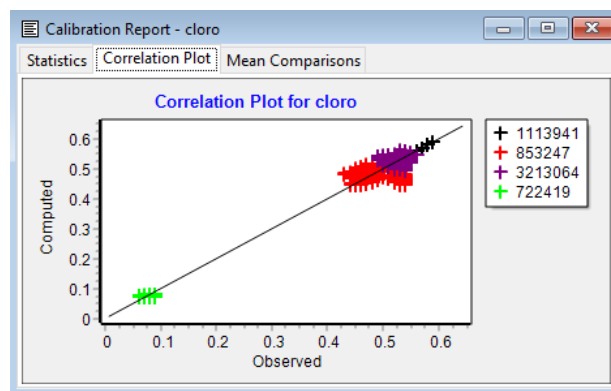 Calibration Report - cloro
Statistics Correlation Plot Mean Comparisons
Correlation Plot for cloro
Computed
0.6
0.5
0.4
0.3
0.2
0.1
0
0 0.1 0.2 0.3 0.4 0.5 0.6
Observed
1113941
853247
3213064
722419